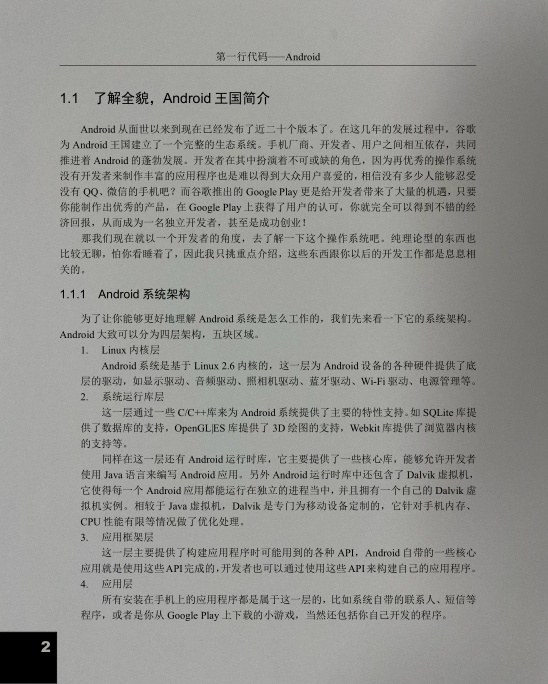 第一行代码——Android
1.1 了解全貌，Android 王国简介
Android 从面世以来到现在已经发布了近二十个版本了。在这几年的发展过程中，谷歌
为 Android 王国建立了一个完整的生态系统。手机厂商、开发者、用户之间相互依存，共同
推进着 Android 的蓬勃发展。开发者在其中扮演着不可或缺的角色，因为再优秀的操作系统
没有开发者来制作丰富的应用程序也是难以得到大众用户喜爱的，相信没有多少人能够忍受
没有 QQ、微信的手机吧？而谷歌推出的 Google Play 更是给开发者带来了大量的机遇，只要
你能制作出优秀的产品，在 Google Play 上获得了用户的认可，你就完全可以得到不错的经
济回报，从而成为一名独立开发者，甚至是成功创业！
那我们现在就以一个开发者的角度，去了解一下这个操作系统吧。纯理论型的东西也
比较无聊，怕你看睡着了，因此我只挑重点介绍，这些东西跟你以后的开发工作都是息息相
关的。
1.1.1 Android 系统架构
为了让你能够更好地理解 Android 系统是怎么工作的，我们先来看一下它的系统架构。
Android 大致可以分为四层架构，五块区域。
1. Linux 内核层
Android 系统是基于 Linux 2.6 内核的，这一层为 Android 设备的各种硬件提供了底
层的驱动，如显示驱动、音频驱动、照相机驱动、蓝牙驱动、Wi-Fi 驱动、电源管理等。
2. 系统运行库层
这一层通过一些 C/C++库来为 Android 系统提供了主要的特性支持。如 SQLite 库提
供了数据库的支持，OpenGL|ES 库提供了 3D 绘图的支持，Webkit 库提供了浏览器内核
的支持等。
同样在这一层还有 Android 运行时库，它主要提供了一些核心库，能够允许开发者
使用 Java 语言来编写 Android 应用。另外 Android 运行时库中还包含了 Dalvik 虚拟机，
它使得每一个 Android 应用都能运行在独立的进程当中，并且拥有一个自己的 Dalvik 虚
拟机实例。相较于 Java 虚拟机，Dalvik 是专门为移动设备定制的，它针对手机内存、
CPU 性能有限等情况做了优化处理。
3. 应用框架层
这一层主要提供了构建应用程序时可能用到的各种 API，Android 自带的一些核心
应用就是使用这些 API 完成的，开发者也可以通过使用这些 API 来构建自己的应用程序。
4. 应用层
所有安装在手机上的应用程序都是属于这一层的，比如系统自带的联系人、短信等
程序，或者是你从 Google Play 上下载的小游戏，当然还包括你自己开发的程序。
2